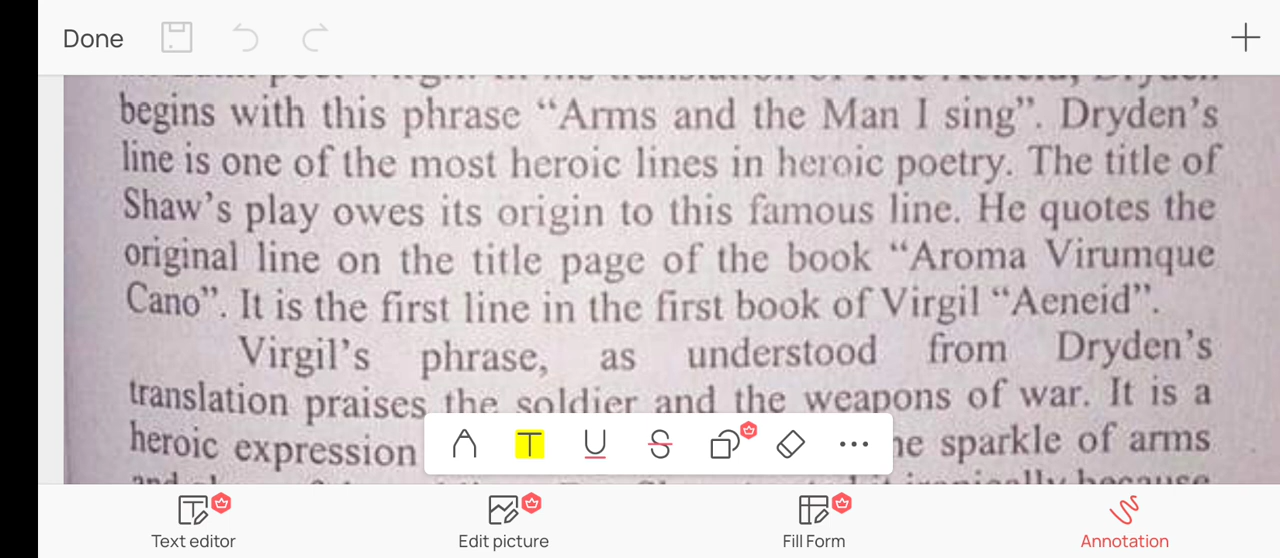 Done
begins with this phrase “Arms and the Man I sing”. Dryden’s
line is one of the most heroic lines in heroic poetry. The title of
Shaw’s play owes its origin to this famous line. He quotes the
original line on the title page of the book “Aroma Virumque
Cano”. It is the first line in the first book of Virgil “Aeneid”.
Virgil’s phrase, as understood from Dryden’s
translation praises the soldier and the weapons of war. It is a
heroic expression sparkle of arms
Text editor
Edit picture
Fill Form
Annotation